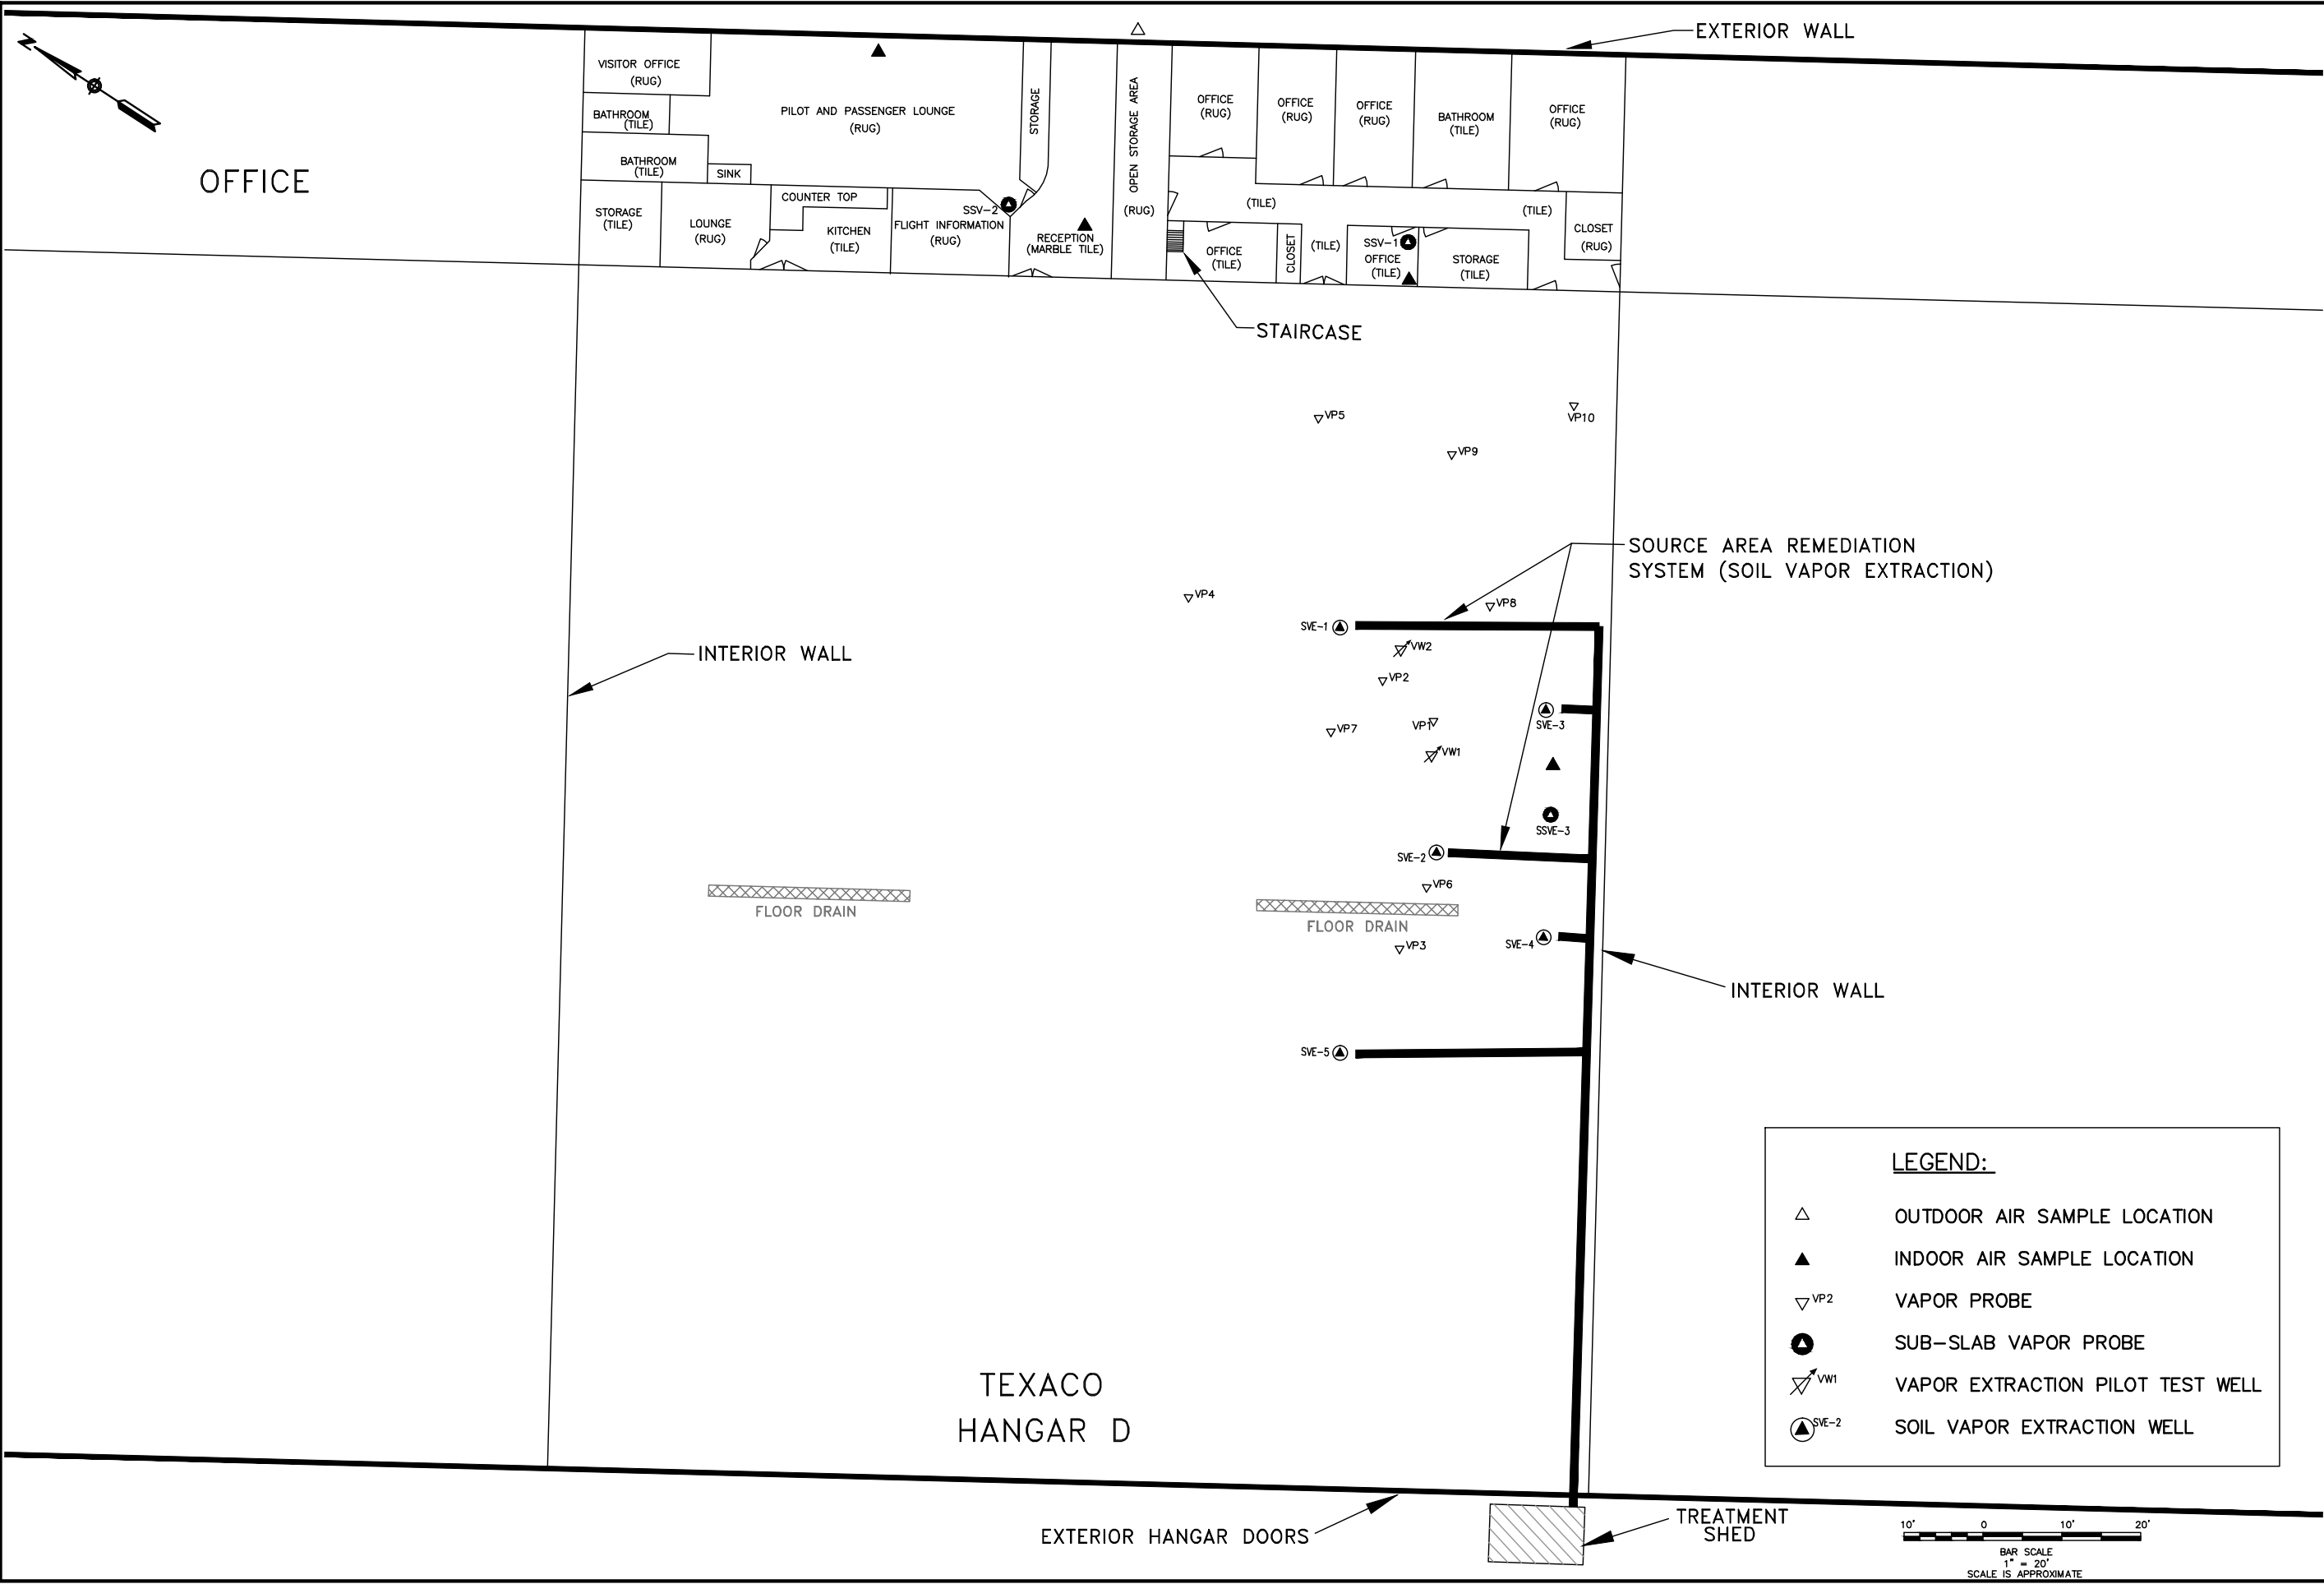 EXTERIOR WALL
N
OFFICE
VISITOR OFFICE
(RUG)
BATHROOM
(TILE)
BATHROOM
(TILE)
SINK
PILOT AND PASSENGER LOUNGE
(RUG)
STORAGE
OPEN STORAGE AREA
(RUG)
OFFICE
(RUG)
OFFICE
(RUG)
OFFICE
(RUG)
BATHROOM
(TILE)
OFFICE
(RUG)
STORAGE
(TILE)
LOUNGE
(RUG)
COUNTER TOP
KITCHEN
(TILE)
SSV-2
FLIGHT INFORMATION
(RUG)
RECEPTION
(MARBLE TILE)
(TILE)
(TILE)
OFFICE
(TILE)
CLOSET
(TILE)
SSV-1
OFFICE
(TILE)
STORAGE
(TILE)
CLOSET
(RUG)
STAIRCASE
VP5
VP10
VP9
SOURCE AREA REMEDIATION
SYSTEM (SOIL VAPOR EXTRACTION)
VP4
VP8
SVE-1
VW2
INTERIOR WALL
VP2
VP7
VP1
SVE-3
VW1
SSVE-3
SVE-2
VP6
FLOOR DRAIN
FLOOR DRAIN
VP3
SVE-4
INTERIOR WALL
SVE-5
TEXACO
HANGAR D
LEGEND:
OUTDOOR AIR SAMPLE LOCATION
INDOOR AIR SAMPLE LOCATION
VP2 VAPOR PROBE
SUB-SLAB VAPOR PROBE
VW1 VAPOR EXTRACTION PILOT TEST WELL
SVE-2 SOIL VAPOR EXTRACTION WELL
EXTERIOR HANGAR DOORS
TREATMENT
SHED
10' 0 10' 20'
BAR SCALE
1" = 20'
SCALE IS APPROXIMATE